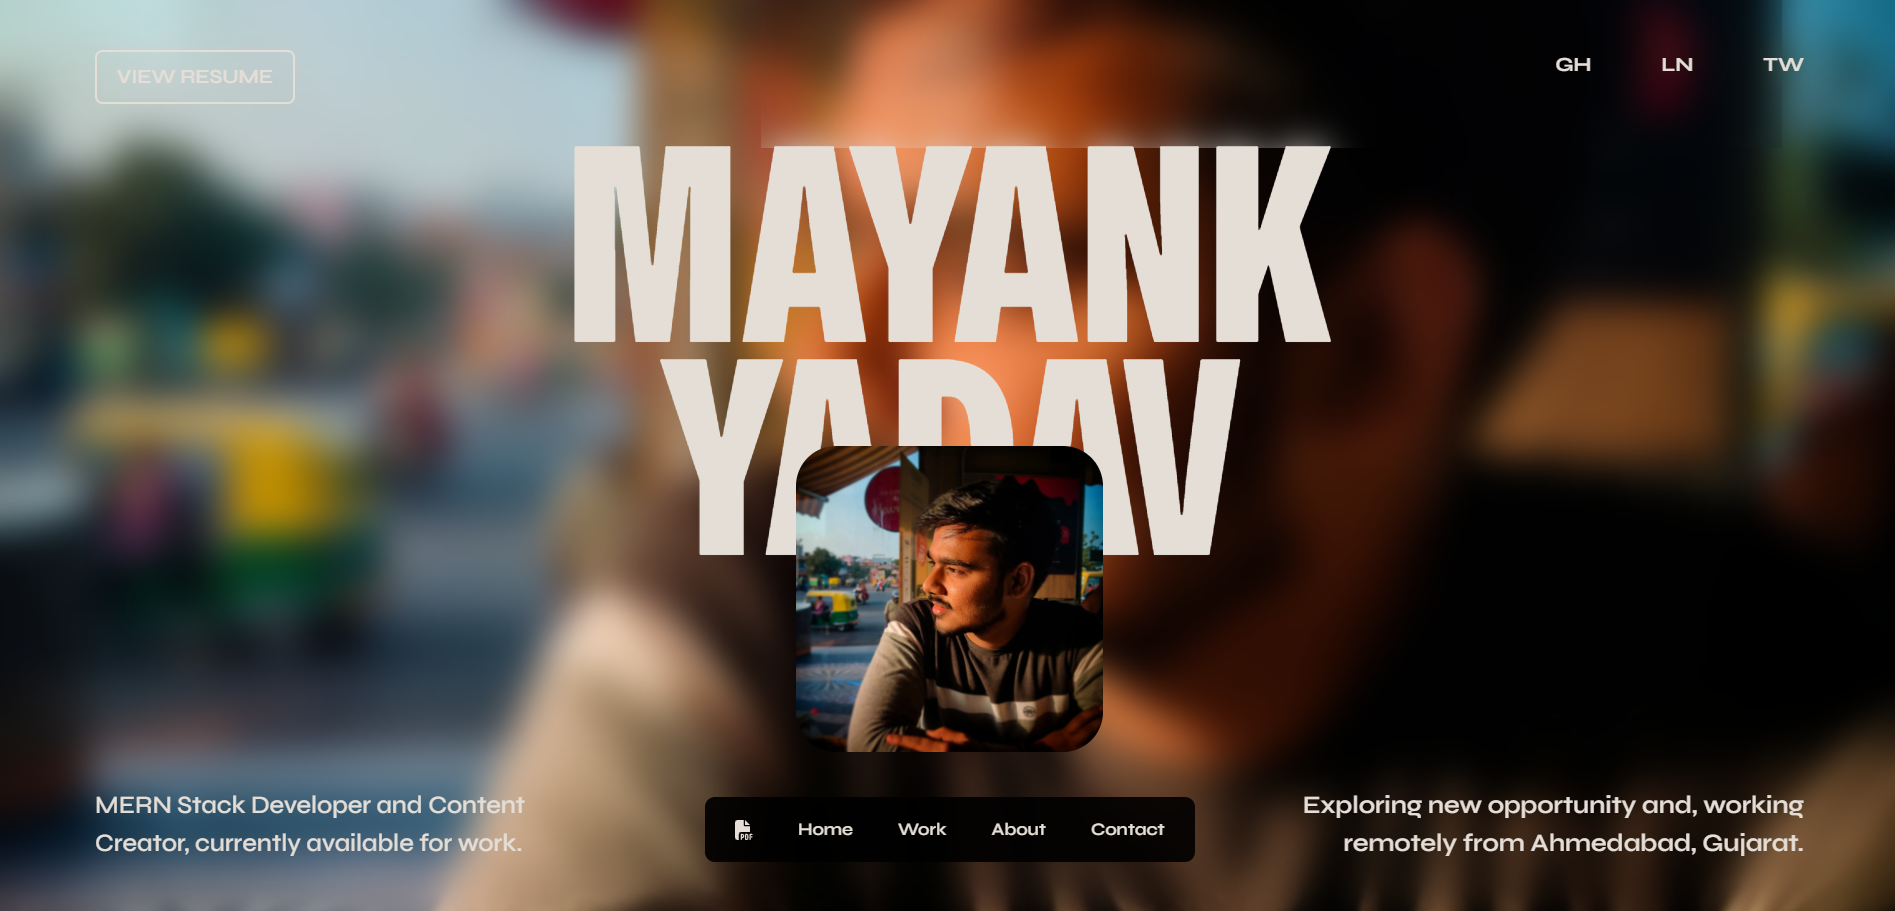 VIEW RESUME
GH LN TW
MAYANK
YADAV
MERN Stack Developer and Content
Creator, currently available for work.
PDF Home Work About Contact
Exploring new opportunity and, working
remotely from Ahmedabad, Gujarat.